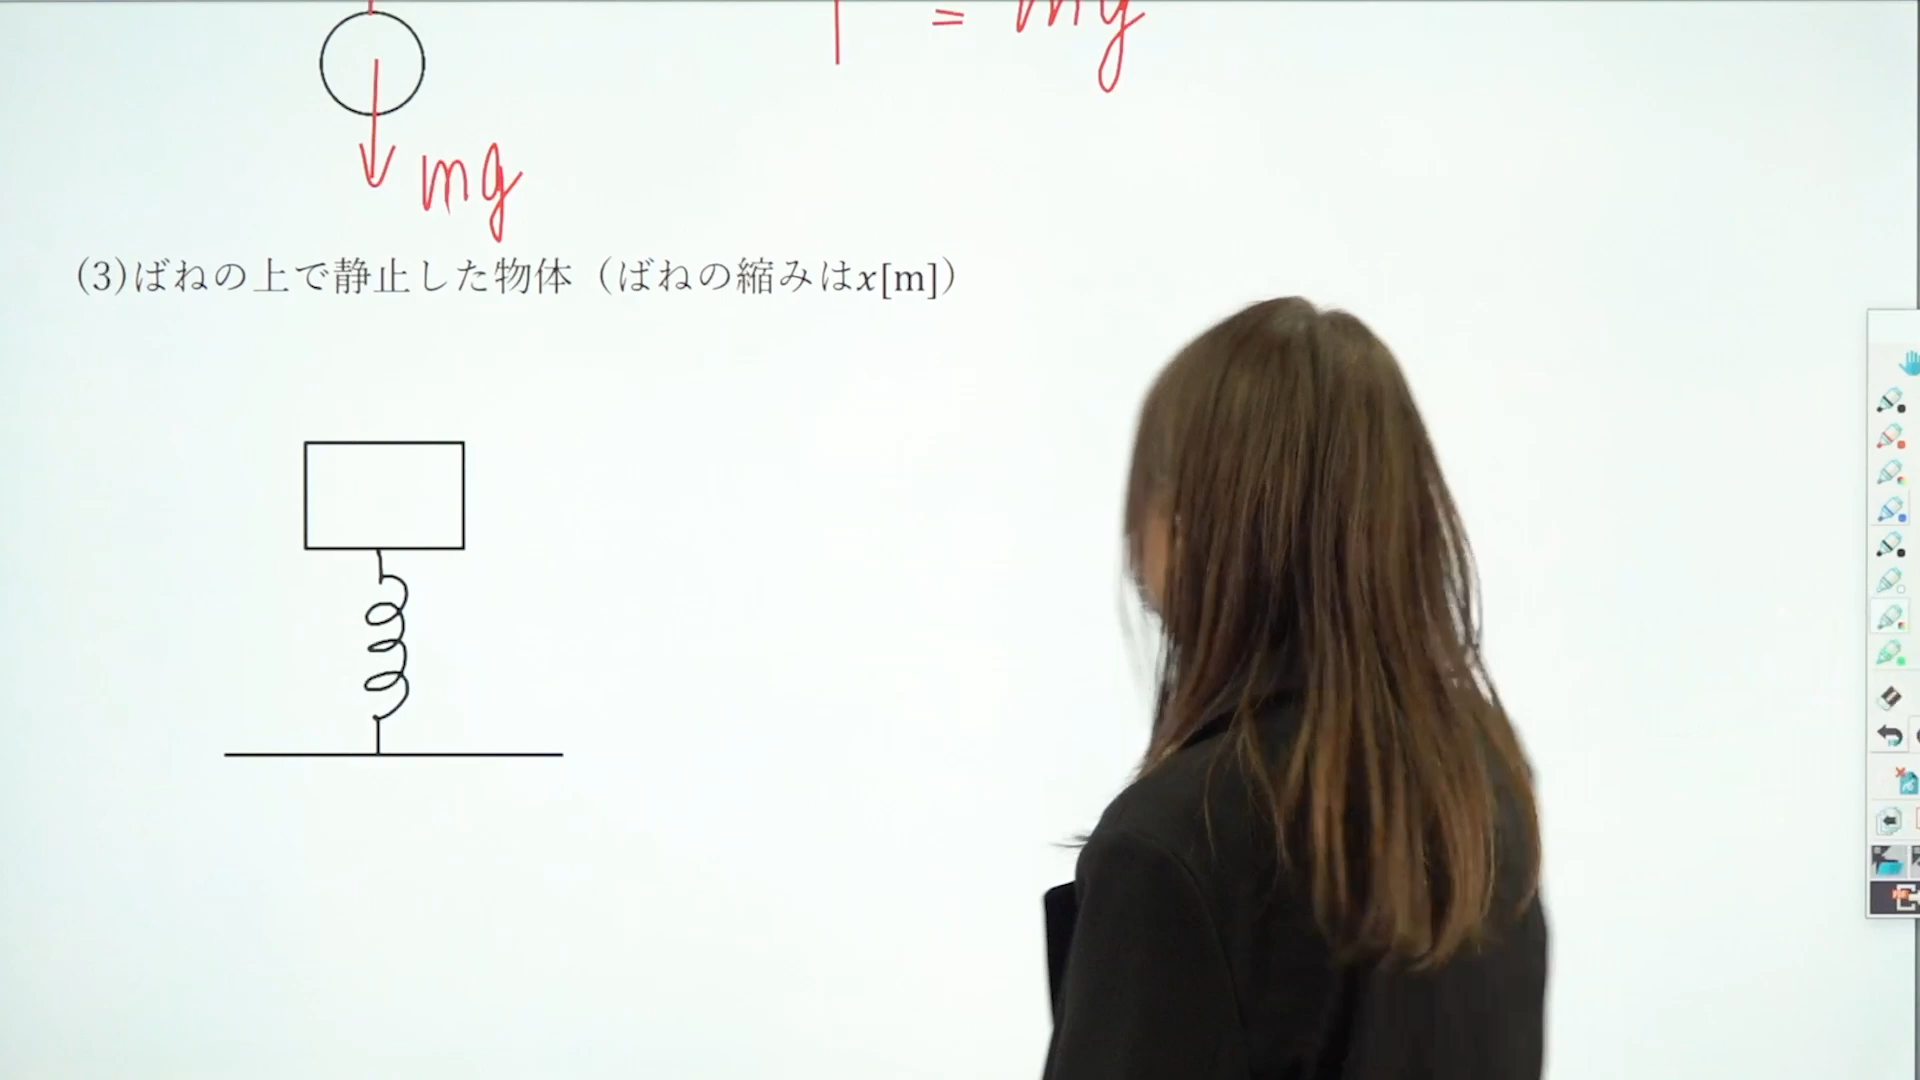 = mg
mg
(3)ばねの上で静止した物体（ばねの縮みはx[m]）